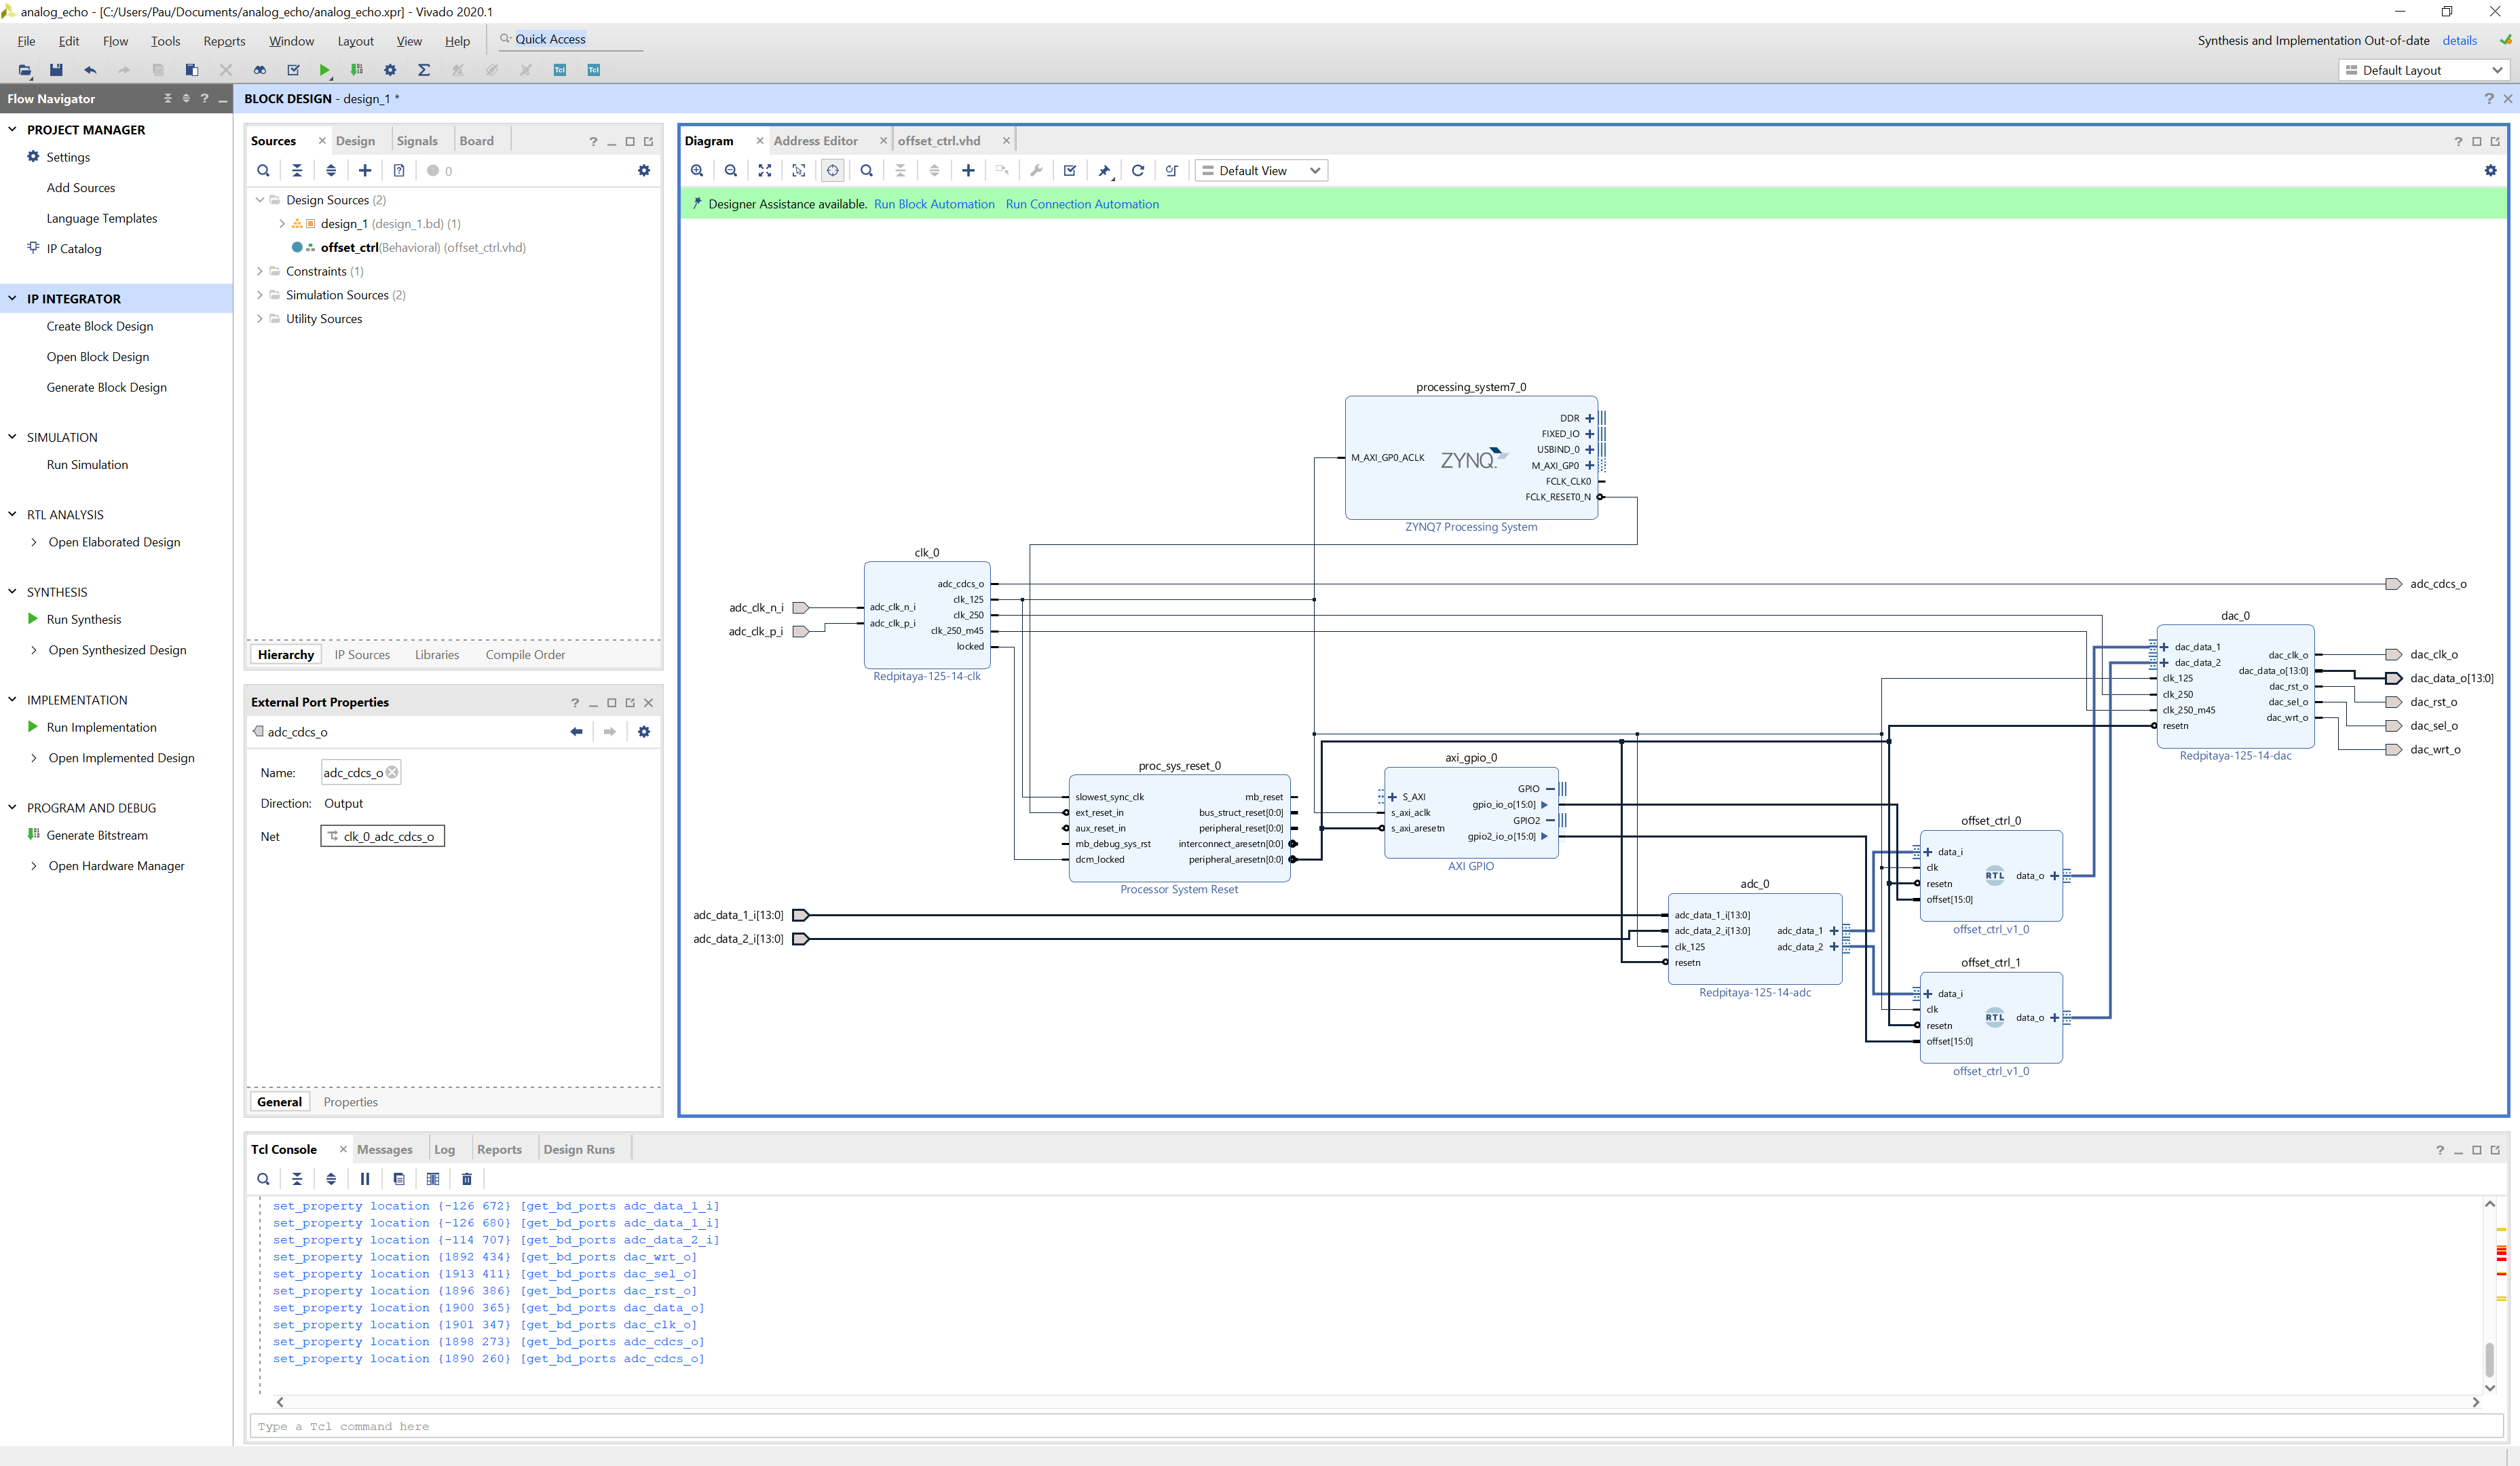 analog_echo - [C:/Users/Pau/Documents/analog_echo/analog_echo.xpr] - Vivado 2020.1
File Edit Flow Tools Reports Window Layout View Help Quick Access
Synthesis and Implementation Out-of-date details
Tcl Tcl
Default Layout
Flow Navigator
PROJECT MANAGER
Settings
Add Sources
Language Templates
IP Catalog
IP INTEGRATOR
Create Block Design
Open Block Design
Generate Block Design
SIMULATION
Run Simulation
RTL ANALYSIS
Open Elaborated Design
SYNTHESIS
Run Synthesis
Open Synthesized Design
IMPLEMENTATION
Run Implementation
Open Implemented Design
PROGRAM AND DEBUG
Generate Bitstream
Open Hardware Manager
BLOCK DESIGN - design_1 *
Sources Design Signals Board
0
Design Sources (2)
design_1 (design_1.bd) (1)
offset_ctrl(Behavioral) (offset_ctrl.vhd)
Constraints (1)
Simulation Sources (2)
Utility Sources
Hierarchy IP Sources Libraries Compile Order
External Port Properties
adc_cdcs_o
Name: adc_cdcs_o
Direction: Output
Net clk_0_adc_cdcs_o
General Properties
Diagram Address Editor offset_ctrl.vhd
Default View
Designer Assistance available. Run Block Automation Run Connection Automation
processing_system7_0
M_AXI_GP0_ACLK
ZYNQ
DDR
FIXED_IO
USBIND_0
M_AXI_GP0
FCLK_CLK0
FCLK_RESET0_N
ZYNQ7 Processing System
adc_clk_n_i
adc_clk_p_i
clk_0
adc_clk_n_i
adc_clk_p_i
adc_cdcs_o
clk_125
clk_250
clk_250_m45
locked
Redpitaya-125-14-clk
proc_sys_reset_0
slowest_sync_clk
ext_reset_in
aux_reset_in
mb_debug_sys_rst
dcm_locked
mb_reset
bus_struct_reset[0:0]
peripheral_reset[0:0]
interconnect_aresetn[0:0]
peripheral_aresetn[0:0]
Processor System Reset
axi_gpio_0
S_AXI
s_axi_aclk
s_axi_aresetn
GPIO
gpio_io_o[15:0]
GPIO2
gpio2_io_o[15:0]
AXI GPIO
adc_data_1_i[13:0]
adc_data_2_i[13:0]
adc_0
adc_data_1_i[13:0]
adc_data_2_i[13:0]
clk_125
resetn
adc_data_1
adc_data_2
Redpitaya-125-14-adc
offset_ctrl_0
data_i
clk
resetn
offset[15:0]
RTL
data_o
offset_ctrl_v1_0
offset_ctrl_1
data_i
clk
resetn
offset[15:0]
RTL
data_o
offset_ctrl_v1_0
dac_0
dac_data_1
dac_data_2
clk_125
clk_250
clk_250_m45
resetn
dac_clk_o
dac_data_o[13:0]
dac_rst_o
dac_sel_o
dac_wrt_o
Redpitaya-125-14-dac
adc_cdcs_o
dac_clk_o
dac_data_o[13:0]
dac_rst_o
dac_sel_o
dac_wrt_o
Tcl Console Messages Log Reports Design Runs
set_property location {-126 672} [get_bd_ports adc_data_1_i]
set_property location {-126 680} [get_bd_ports adc_data_1_i]
set_property location {-114 707} [get_bd_ports adc_data_2_i]
set_property location {1892 434} [get_bd_ports dac_wrt_o]
set_property location {1913 411} [get_bd_ports dac_sel_o]
set_property location {1896 386} [get_bd_ports dac_rst_o]
set_property location {1900 365} [get_bd_ports dac_data_o]
set_property location {1901 347} [get_bd_ports dac_clk_o]
set_property location {1898 273} [get_bd_ports adc_cdcs_o]
set_property location {1890 260} [get_bd_ports adc_cdcs_o]
Type a Tcl command here